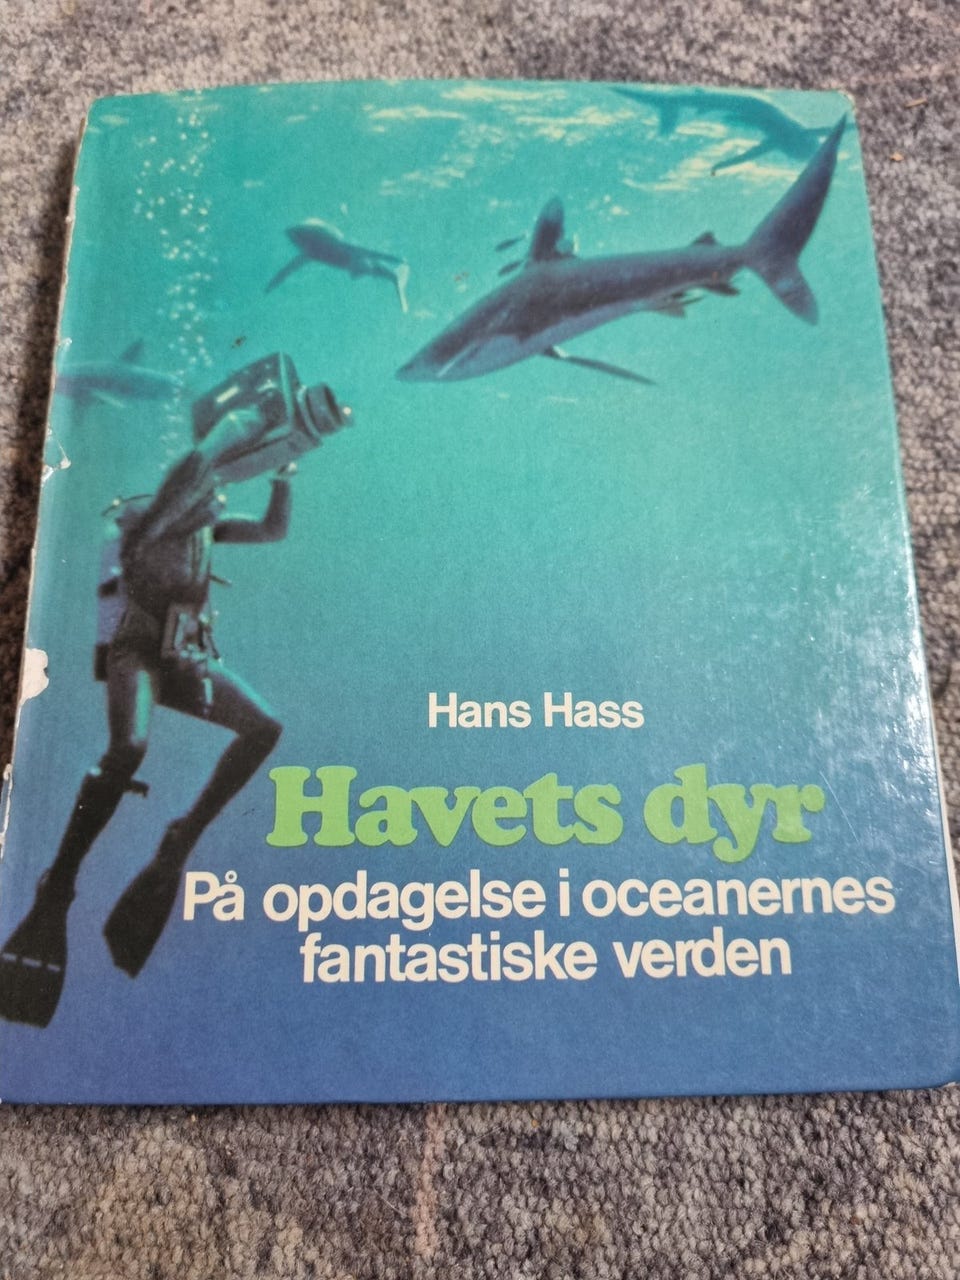 Hans Hass
Havets dyr
På opdagelse i oceanernes
fantastiske verden